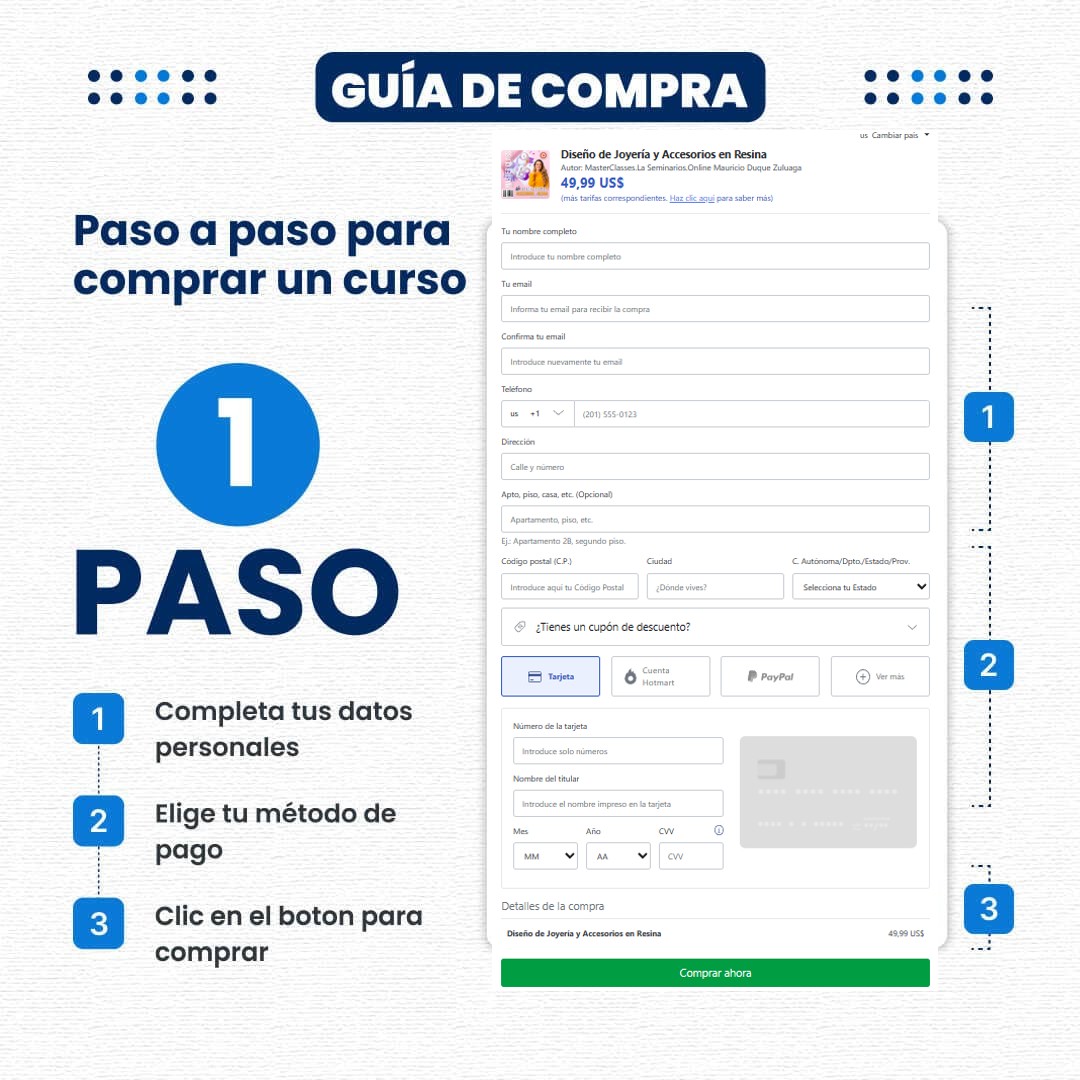 GUÍA DE COMPRA
us Cambiar país
Diseño de Joyería y Accesorios en Resina
Autor: MasterClasses.La Seminarios.Online Mauricio Duque Zuluaga
49,99 US$
(más tarifas correspondientes. Haz clic aquí para saber más)
Paso a paso para
comprar un curso
1
PASO
1
Completa tus datos
personales
2
Elige tu método de
pago
3
Clic en el boton para
comprar
Tu nombre completo
Introduce tu nombre completo
Tu email
Informa tu email para recibir la compra
Confirma tu email
Introduce nuevamente tu email
Teléfono
us +1 (201) 555-0123
Dirección
Calle y número
Apto, piso, casa, etc. (Opcional)
Apartamento, piso, etc.
Ej.: Apartamento 2B, segundo piso.
Código postal (C.P.) Ciudad C. Autónoma/Dpto./Estado/Prov.
Introduce aquí tu Código Postal ¿Dónde vives? Selecciona tu Estado
¿Tienes un cupón de descuento?
Tarjeta
Cuenta
Hotmart
PayPal
Ver más
Número de la tarjeta
Introduce solo números
Nombre del titular
Introduce el nombre impreso en la tarjeta
Mes Año CVV
MM AA CVV
Detalles de la compra
Diseño de Joyería y Accesorios en Resina 49,99 US$
Comprar ahora
1
2
3